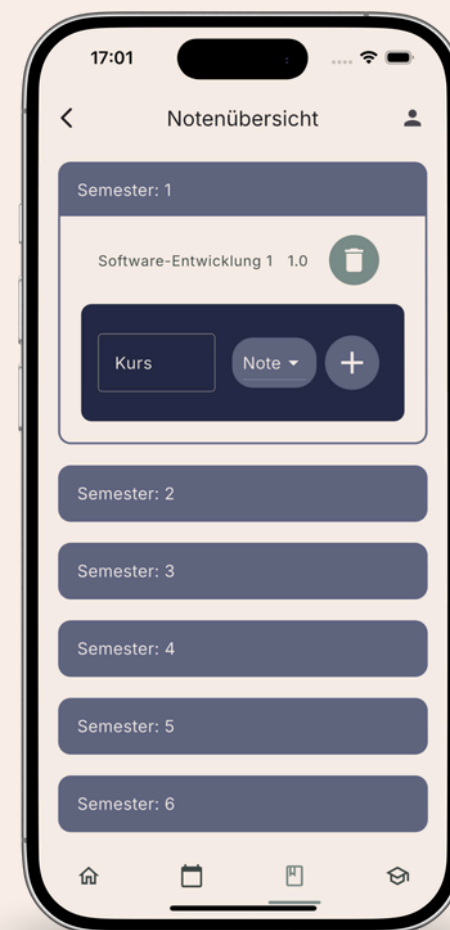 17:01
Notenübersicht
Semester: 1
Software-Entwicklung 1 1.0
Kurs Note
Semester: 2
Semester: 3
Semester: 4
Semester: 5
Semester: 6